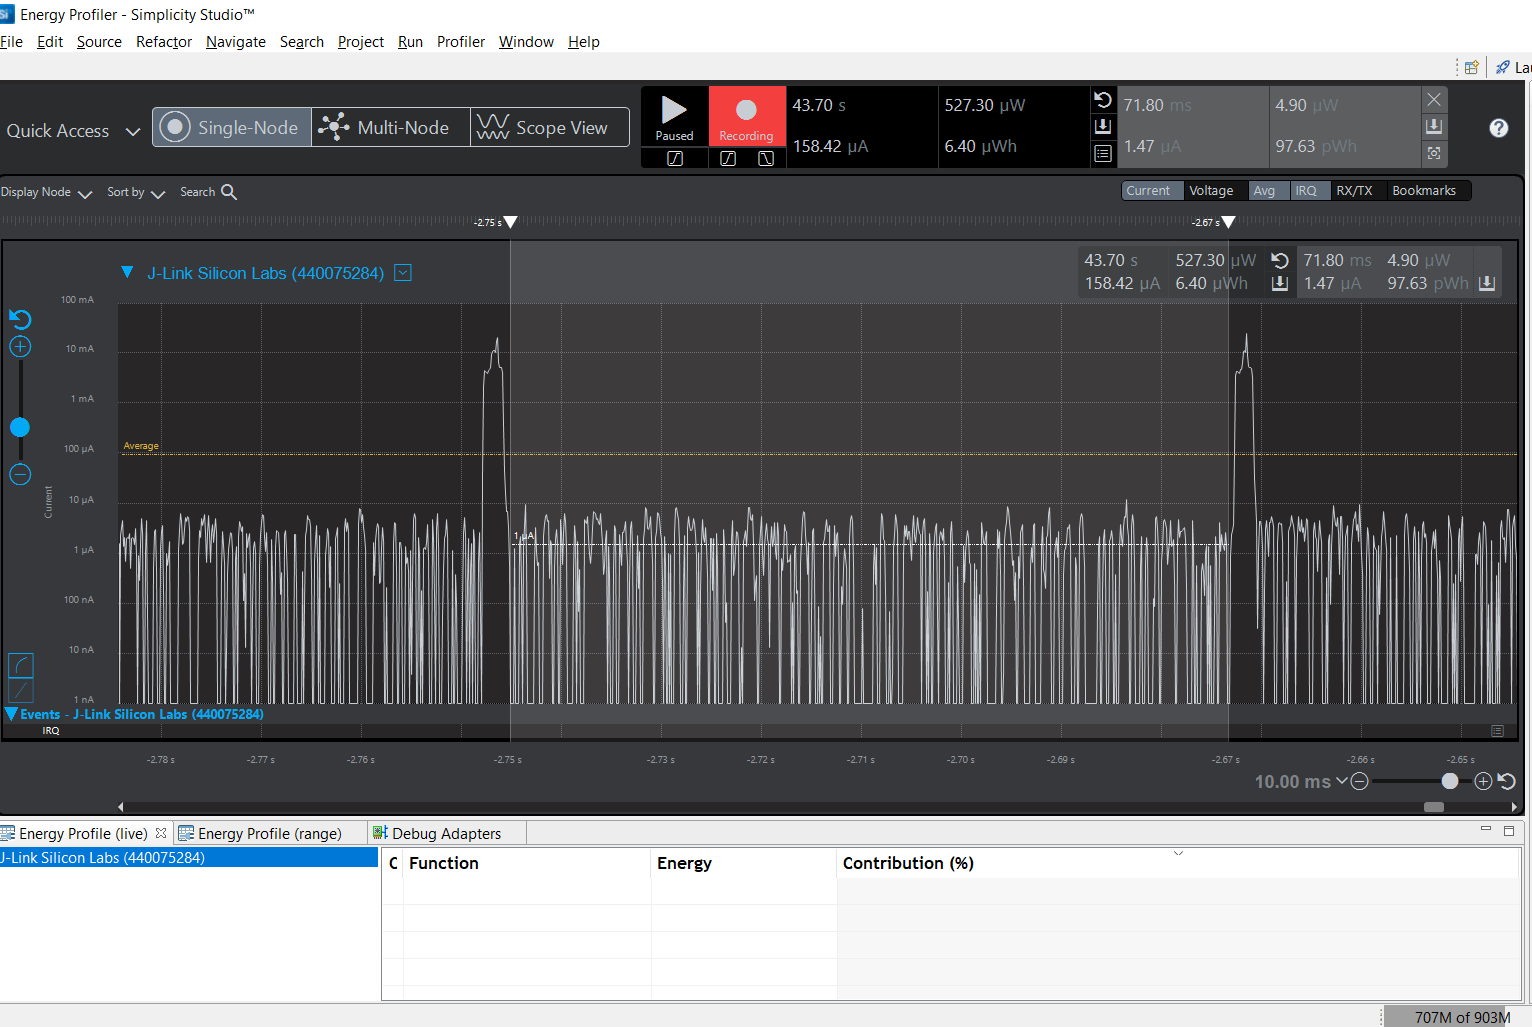 Energy Profiler - Simplicity Studio™
File Edit Source Refactor Navigate Search Project Run Profiler Window Help
Quick Access
Single-Node
Multi-Node
Scope View
Paused
Recording
43.70 s
158.42 µA
527.30 µW
6.40 µWh
71.80 ms
1.47 µA
4.90 µW
97.63 pWh
Display Node
Sort by
Search
Current Voltage Avg IRQ RX/TX Bookmarks
-2.75 s
-2.67 s
J-Link Silicon Labs (440075284)
43.70 s 527.30 µW 71.80 ms 4.90 µW
158.42 µA 6.40 µWh 1.47 µA 97.63 pWh
100 mA
10 mA
1 mA
Average
100 µA
10 µA
Current
1 µA
1 µA
100 nA
10 nA
1 nA
Events - J-Link Silicon Labs (440075284)
IRQ
-2.78 s -2.77 s -2.76 s -2.75 s -2.73 s -2.72 s -2.71 s -2.70 s -2.69 s -2.67 s -2.66 s -2.65 s
10.00 ms
Energy Profile (live)
Energy Profile (range)
Debug Adapters
J-Link Silicon Labs (440075284)
C Function Energy Contribution (%)
707M of 903M